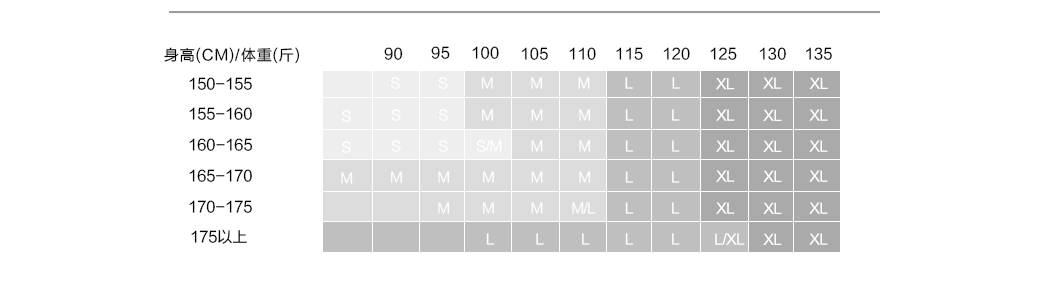 身高(CM)/体重(斤) 90 95 100 105 110 115 120 125 130 135
150-155 S S M M M L L XL XL XL
155-160 S S S M M M L L XL XL XL
160-165 S S S S/M M M L L XL XL XL
165-170 M M M M M M L L XL XL XL
170-175 M M M M/L L L XL XL XL
175以上 L L L L L L/XL XL XL